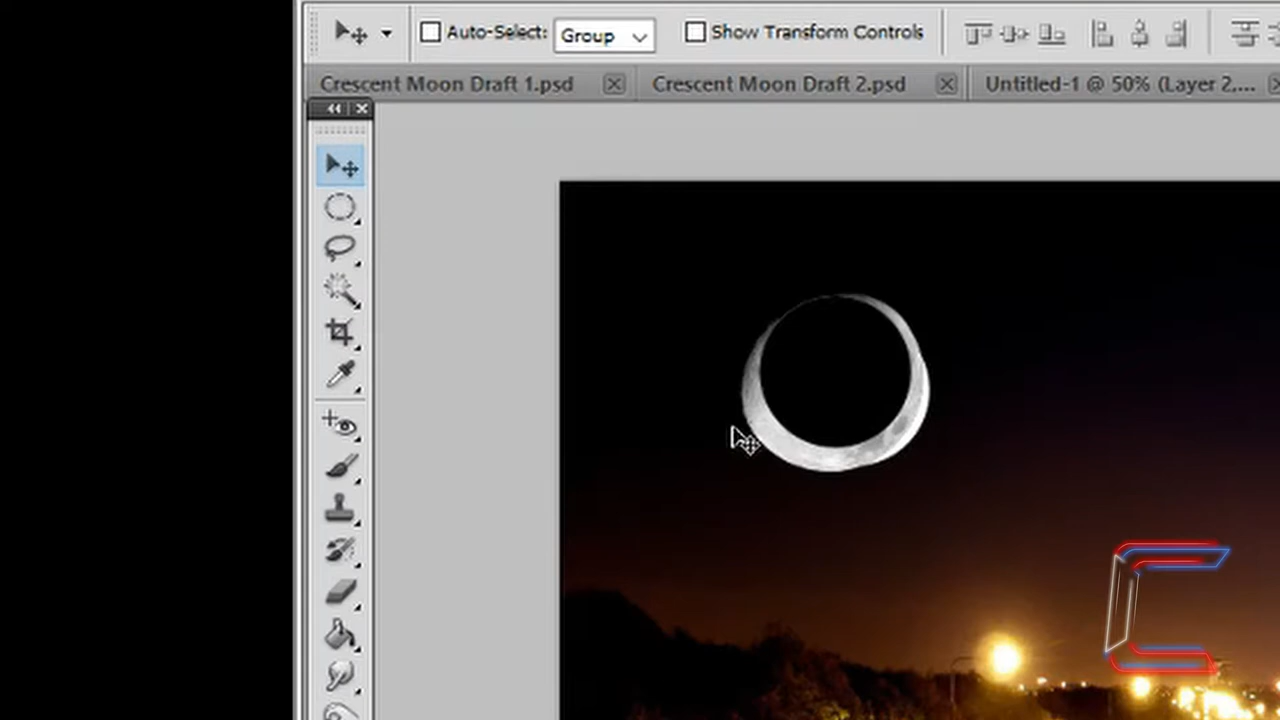 Auto-Select: Group Show Transform Controls
Crescent Moon Draft 1.psd Crescent Moon Draft 2.psd Untitled-1 @ 50% (Layer 2,...